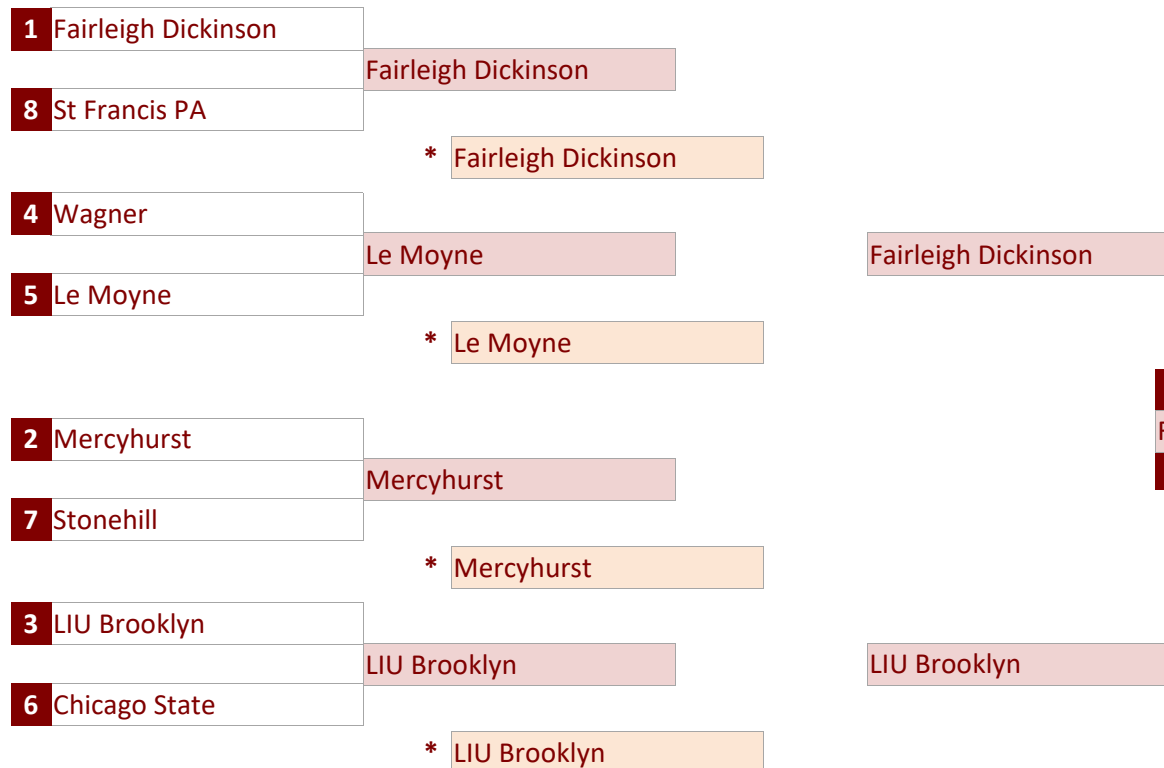 1 Fairleigh Dickinson
Fairleigh Dickinson
8 St Francis PA
* Fairleigh Dickinson
4 Wagner
Le Moyne
Fairleigh Dickinson
5 Le Moyne
* Le Moyne
2 Mercyhurst
Mercyhurst
7 Stonehill
* Mercyhurst
3 LIU Brooklyn
LIU Brooklyn
LIU Brooklyn
6 Chicago State
* LIU Brooklyn